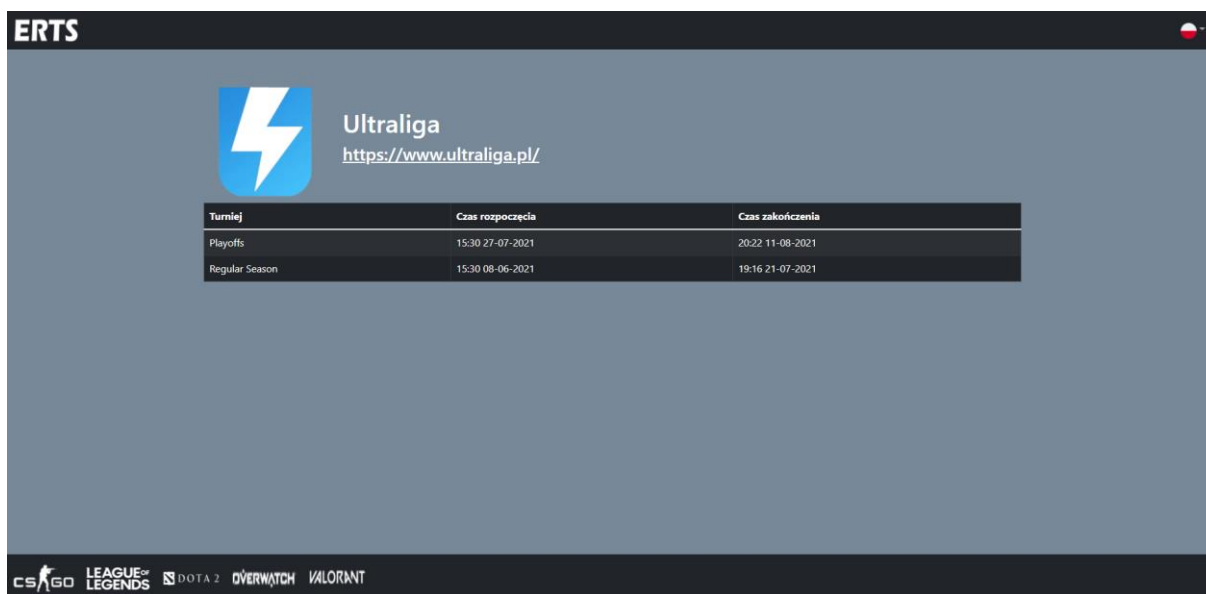 ERTS
Ultraliga
https://www.ultraliga.pl/
Turniej Czas rozpoczęcia Czas zakończenia
Playoffs 15:30 27-07-2021 20:22 11-08-2021
Regular Season 15:30 08-06-2021 19:16 21-07-2021
CS GO LEAGUE OF LEGENDS DOTA 2 OVERWATCH VALORANT